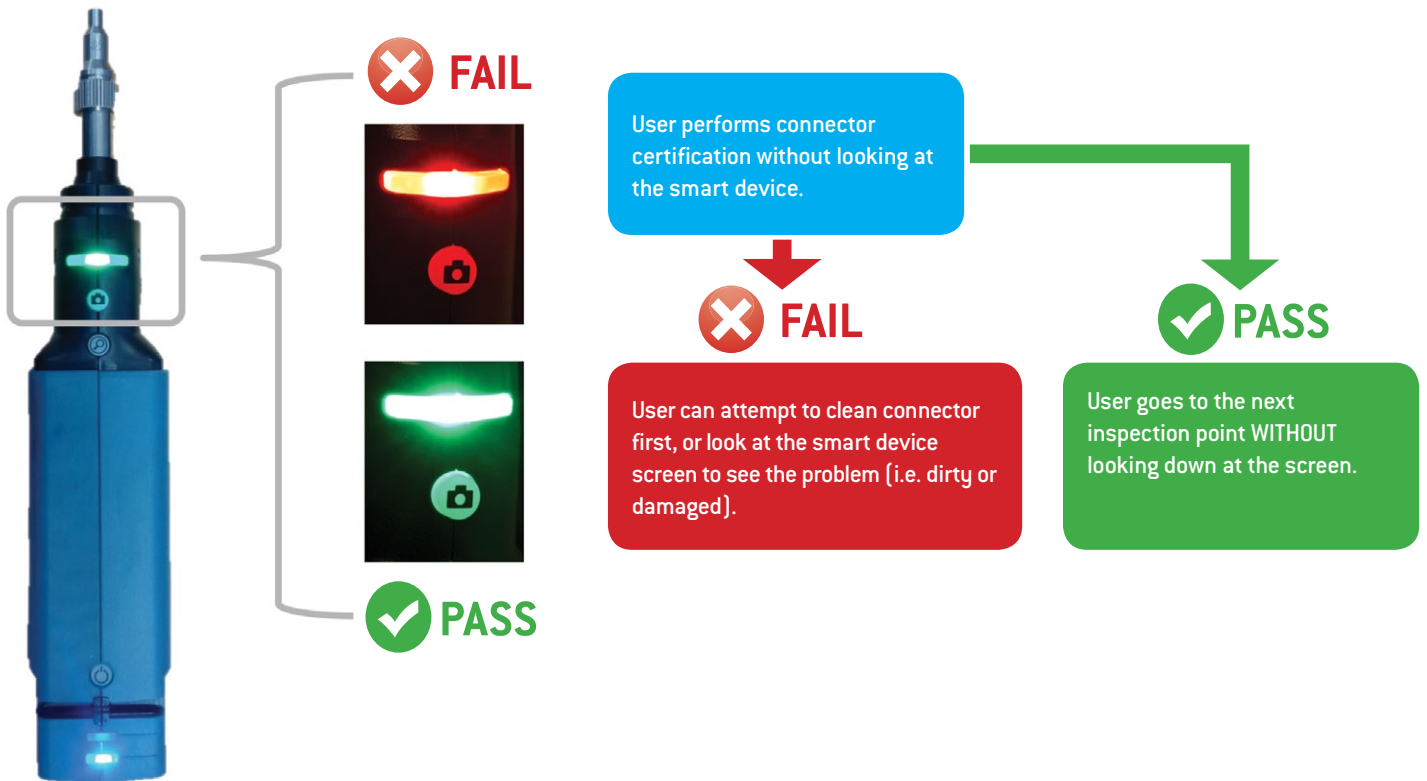 FAIL
User performs connector
certification without looking at
the smart device.
FAIL
User can attempt to clean connector
first, or look at the smart device
screen to see the problem (i.e. dirty or
damaged).
PASS
User goes to the next
inspection point WITHOUT
looking down at the screen.
PASS